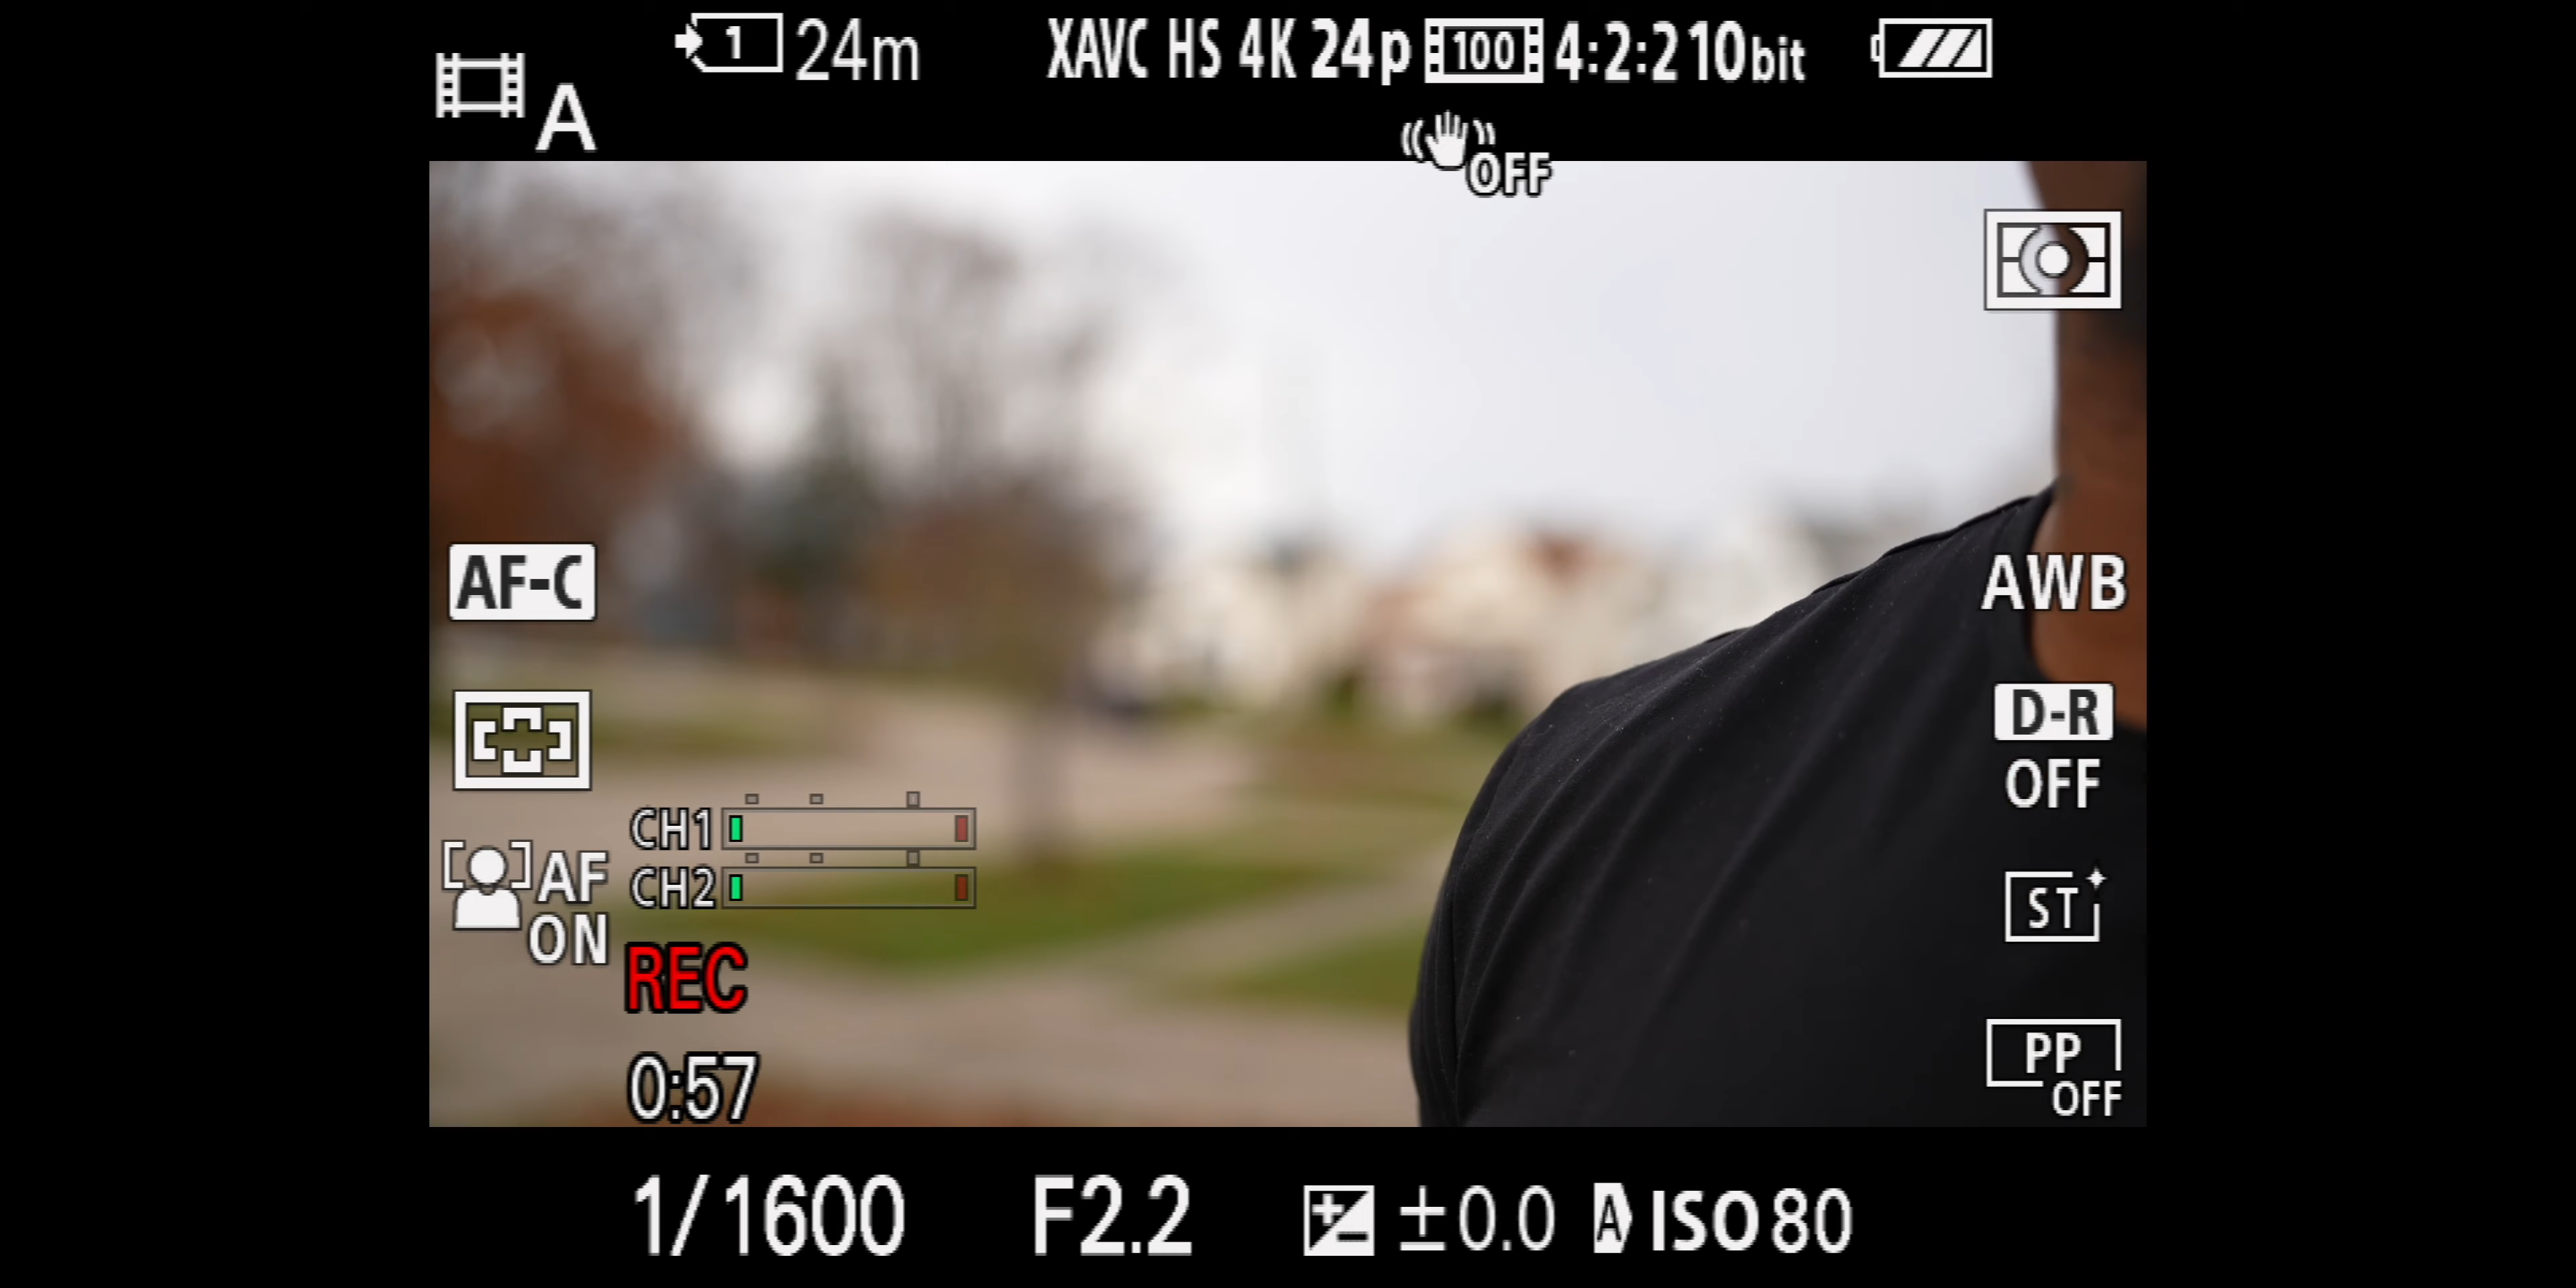 1 24m XAVC HS 4K 24p 100 4:2:2 10bit
A
OFF
AF-C
AWB
D-R
OFF
CH1
CH2
AF
ON
ST
REC
0:57
PP
OFF
1/1600 F2.2 ±0.0 A ISO 80